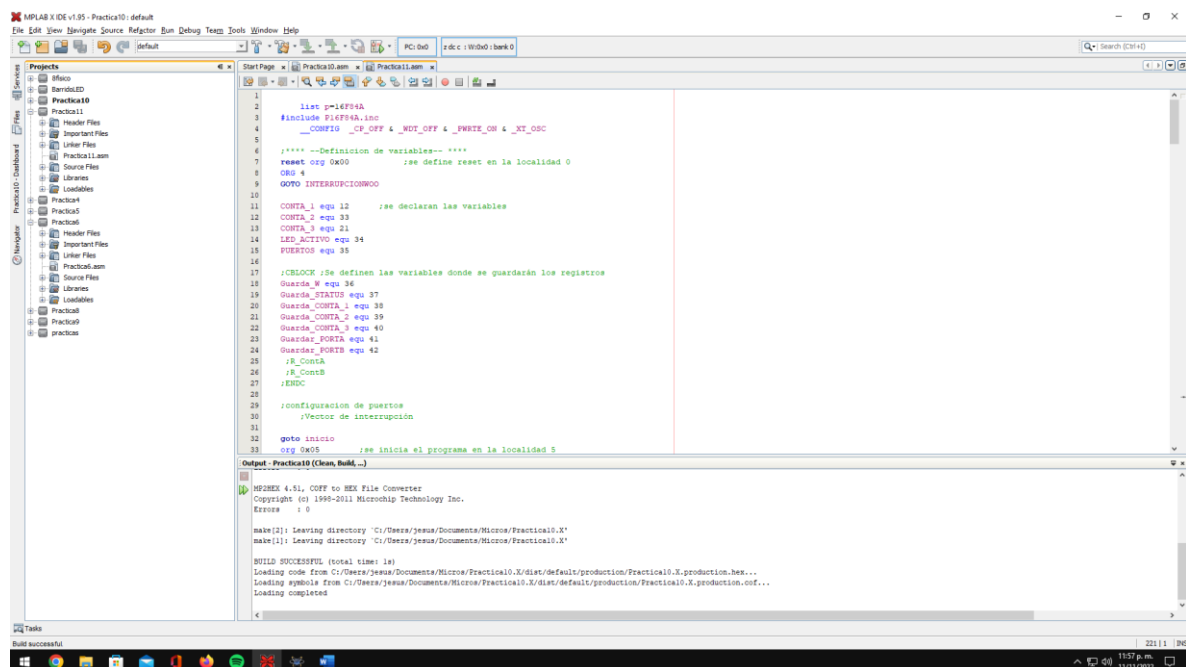 MPLAB X IDE v1.95 - Practica10 : default
File Edit View Navigate Source Refactor Run Debug Team Tools Window Help
default
PC: 0x0
z dc c : W:0x0 : bank 0
Search (Ctrl+I)
Projects
Start Page
Practica10.asm
Practica11.asm
Services
Files
Practica10 - Dashboard
Navigator
8fisico
BarridoLED
Practica10
Practica11
Header Files
Important Files
Linker Files
Practica11.asm
Source Files
Libraries
Loadables
Practica4
Practica5
Practica6
Header Files
Important Files
Linker Files
Practica6.asm
Source Files
Libraries
Loadables
Practica8
Practica9
practicas
1
2 list p=16F84A
3 #include P16F84A.inc
4 __CONFIG _CP_OFF & _WDT_OFF & _PWRTE_ON & _XT_OSC
5
6 ;**** --Definicion de variables-- ****
7 reset org 0x00 ;se define reset en la localidad 0
8 ORG 4
9 GOTO INTERRUPCIONWOO
10
11 CONTA_1 equ 12 ;se declaran las variables
12 CONTA_2 equ 33
13 CONTA_3 equ 21
14 LED_ACTIVO equ 34
15 PUERTOS equ 35
16
17 ;CBLOCK ;Se definen las variables donde se guardarán los registros
18 Guarda_W equ 36
19 Guarda_STATUS equ 37
20 Guarda_CONTA_1 equ 38
21 Guarda_CONTA_2 equ 39
22 Guarda_CONTA_3 equ 40
23 Guardar_PORTA equ 41
24 Guardar_PORTB equ 42
25 ;R_ContA
26 ;R_ContB
27 ;ENDC
28
29 ;configuracion de puertos
30 ;Vector de interrupción
31
32 goto inicio
33 org 0x05 ;se inicia el programa en la localidad 5
Output - Practica10 (Clean, Build, ...)
MP2HEX 4.51, COFF to HEX File Converter
Copyright (c) 1998-2011 Microchip Technology Inc.
Errors : 0
make[2]: Leaving directory `C:/Users/jesus/Documents/Micros/Practica10.X'
make[1]: Leaving directory `C:/Users/jesus/Documents/Micros/Practica10.X'
BUILD SUCCESSFUL (total time: 1s)
Loading code from C:/Users/jesus/Documents/Micros/Practica10.X/dist/default/production/Practica10.X.production.hex...
Loading symbols from C:/Users/jesus/Documents/Micros/Practica10.X/dist/default/production/Practica10.X.production.cof...
Loading completed
Tasks
Build successful
221 | 1
INS
11:57 p. m.